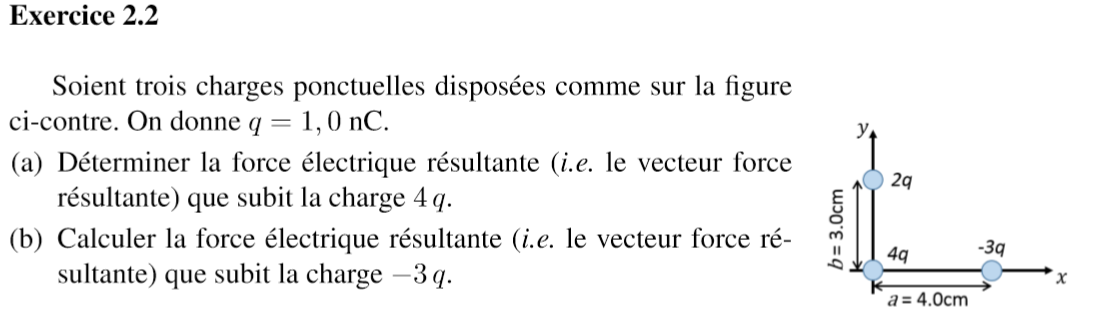 Exercice 2.2
Soient trois charges ponctuelles disposées comme sur la figure
ci-contre. On donne q = 1, 0 nC.
(a) Déterminer la force électrique résultante (i.e. le vecteur force
résultante) que subit la charge 4 q.
(b) Calculer la force électrique résultante (i.e. le vecteur force ré-
sultante) que subit la charge −3 q.
y
2q
b = 3.0cm
4q
-3q
x
a = 4.0cm